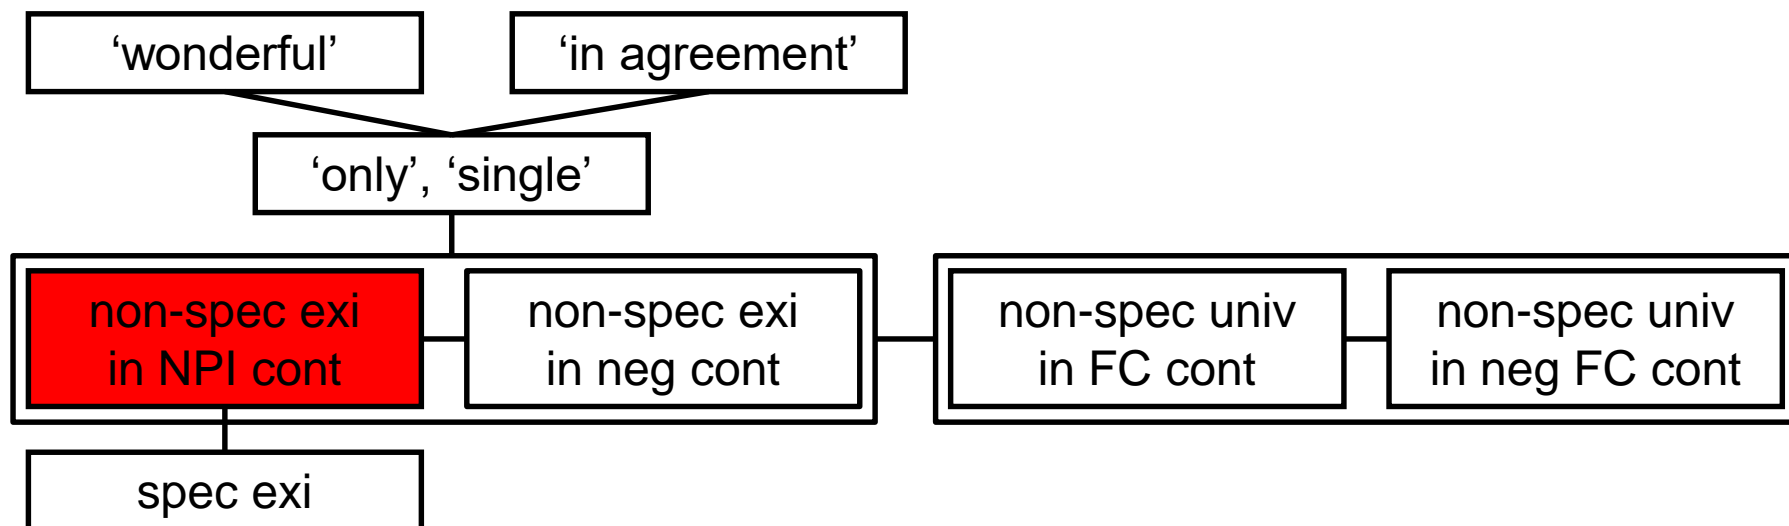 ‘wonderful’
‘in agreement’
‘only’, ‘single’
non-spec exi
in NPI cont
non-spec exi
in neg cont
non-spec univ
in FC cont
non-spec univ
in neg FC cont
spec exi